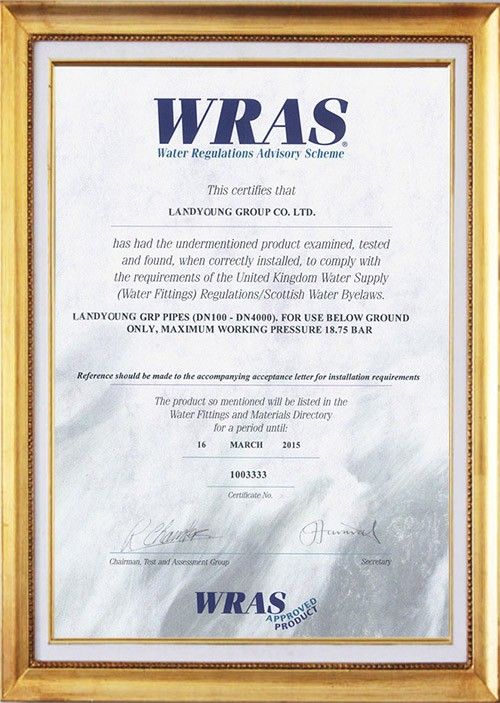 WRAS®
Water Regulations Advisory Scheme
This certifies that
LANDYOUNG GROUP CO. LTD.
has had the undermentioned product examined, tested
and found, when correctly installed, to comply with
the requirements of the United Kingdom Water Supply
(Water Fittings) Regulations/Scottish Water Byelaws.
LANDYOUNG GRP PIPES (DN100 - DN4000). FOR USE BELOW GROUND
ONLY, MAXIMUM WORKING PRESSURE 18.75 BAR
Reference should be made to the accompanying acceptance letter for installation requirements
The product so mentioned will be listed in the
Water Fittings and Materials Directory
for a period until:
16 MARCH 2015
1003333
Certificate No.
Chairman, Test and Assessment Group
Secretary
WRAS APPROVED
PRODUCT